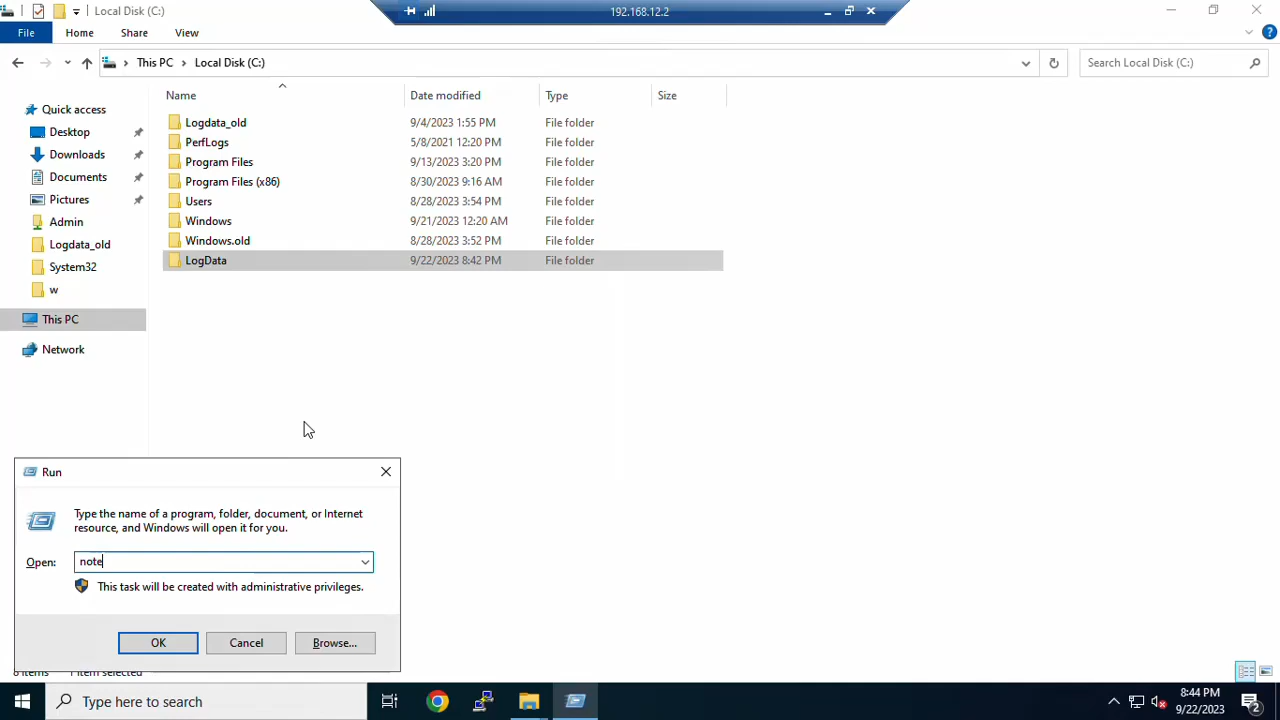 Local Disk (C:)
192.168.12.2
File Home Share View
This PC Local Disk (C:)
Search Local Disk (C:)
Name Date modified Type Size
Quick access
Desktop
Downloads
Documents
Pictures
Admin
Logdata_old
System32
w
This PC
Network
Logdata_old 9/4/2023 1:55 PM File folder
PerfLogs 5/8/2021 12:20 PM File folder
Program Files 9/13/2023 3:20 PM File folder
Program Files (x86) 8/30/2023 9:16 AM File folder
Users 8/28/2023 3:54 PM File folder
Windows 9/21/2023 12:20 AM File folder
Windows.old 8/28/2023 3:52 PM File folder
LogData 9/22/2023 8:42 PM File folder
Run
Type the name of a program, folder, document, or Internet
resource, and Windows will open it for you.
Open: note
This task will be created with administrative privileges.
OK Cancel Browse...
8 items 1 item selected
Type here to search
8:44 PM
9/22/2023
2